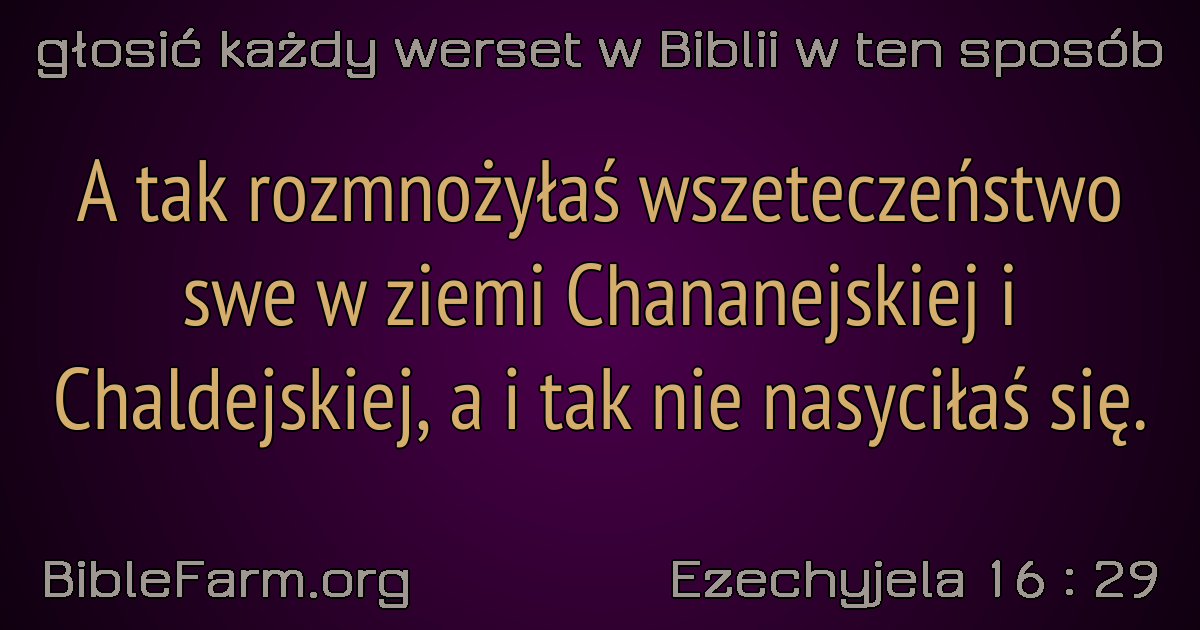 głosić każdy werset w Biblii w ten sposób
A tak rozmnożyłaś wszeteczeństwo
swe w ziemi Chananejskiej i
Chaldejskiej, a i tak nie nasyciłaś się.
BibleFarm.org
Ezechyjela 16 : 29